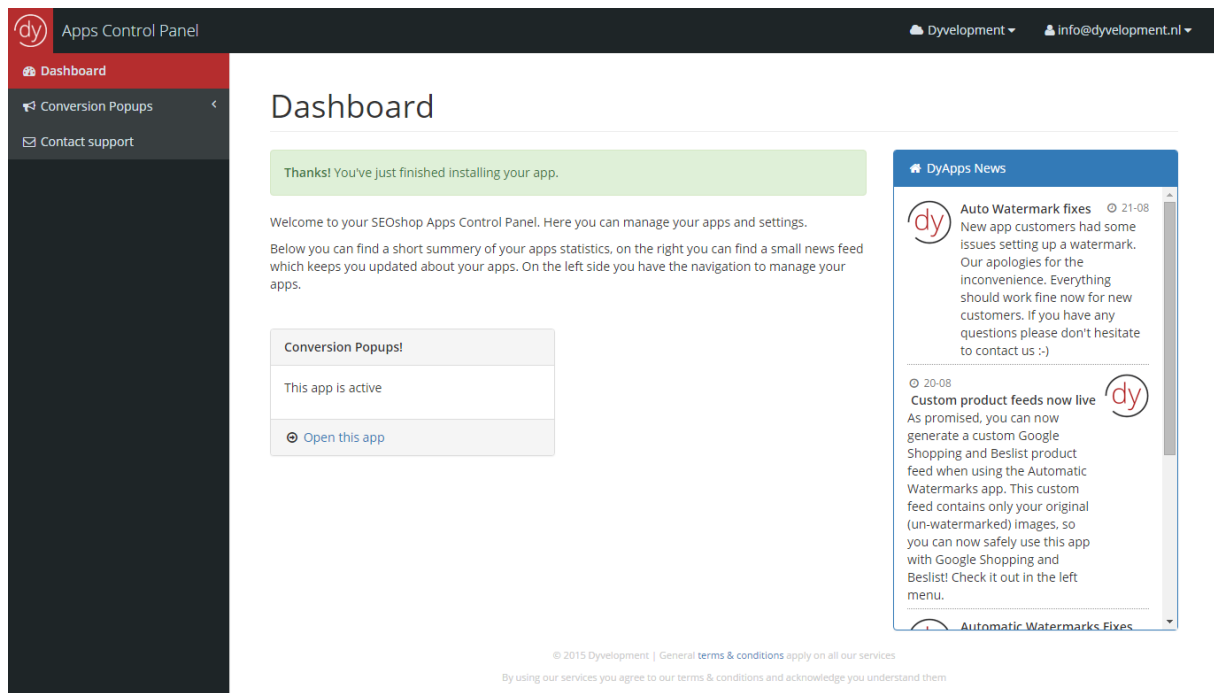 dy Apps Control Panel
Dyvelopment
info@dyvelopment.nl
Dashboard
Conversion Popups
Contact support
Dashboard
Thanks! You've just finished installing your app.
Welcome to your SEOshop Apps Control Panel. Here you can manage your apps and settings.
Below you can find a short summery of your apps statistics, on the right you can find a small news feed
which keeps you updated about your apps. On the left side you have the navigation to manage your
apps.
Conversion Popups!
This app is active
Open this app
DyApps News
dy
Auto Watermark fixes 21-08
New app customers had some
issues setting up a watermark.
Our apologies for the
inconvenience. Everything
should work fine now for new
customers. If you have any
questions please don't hesitate
to contact us :-)
20-08
Custom product feeds now live
dy
As promised, you can now
generate a custom Google
Shopping and Beslist product
feed when using the Automatic
Watermarks app. This custom
feed contains only your original
(un-watermarked) images, so
you can now safely use this app
with Google Shopping and
Beslist! Check it out in the left
menu.
Automatic Watermarks Fixes
© 2015 Dyvelopment | General terms & conditions apply on all our services
By using our services you agree to our terms & conditions and acknowledge you understand them